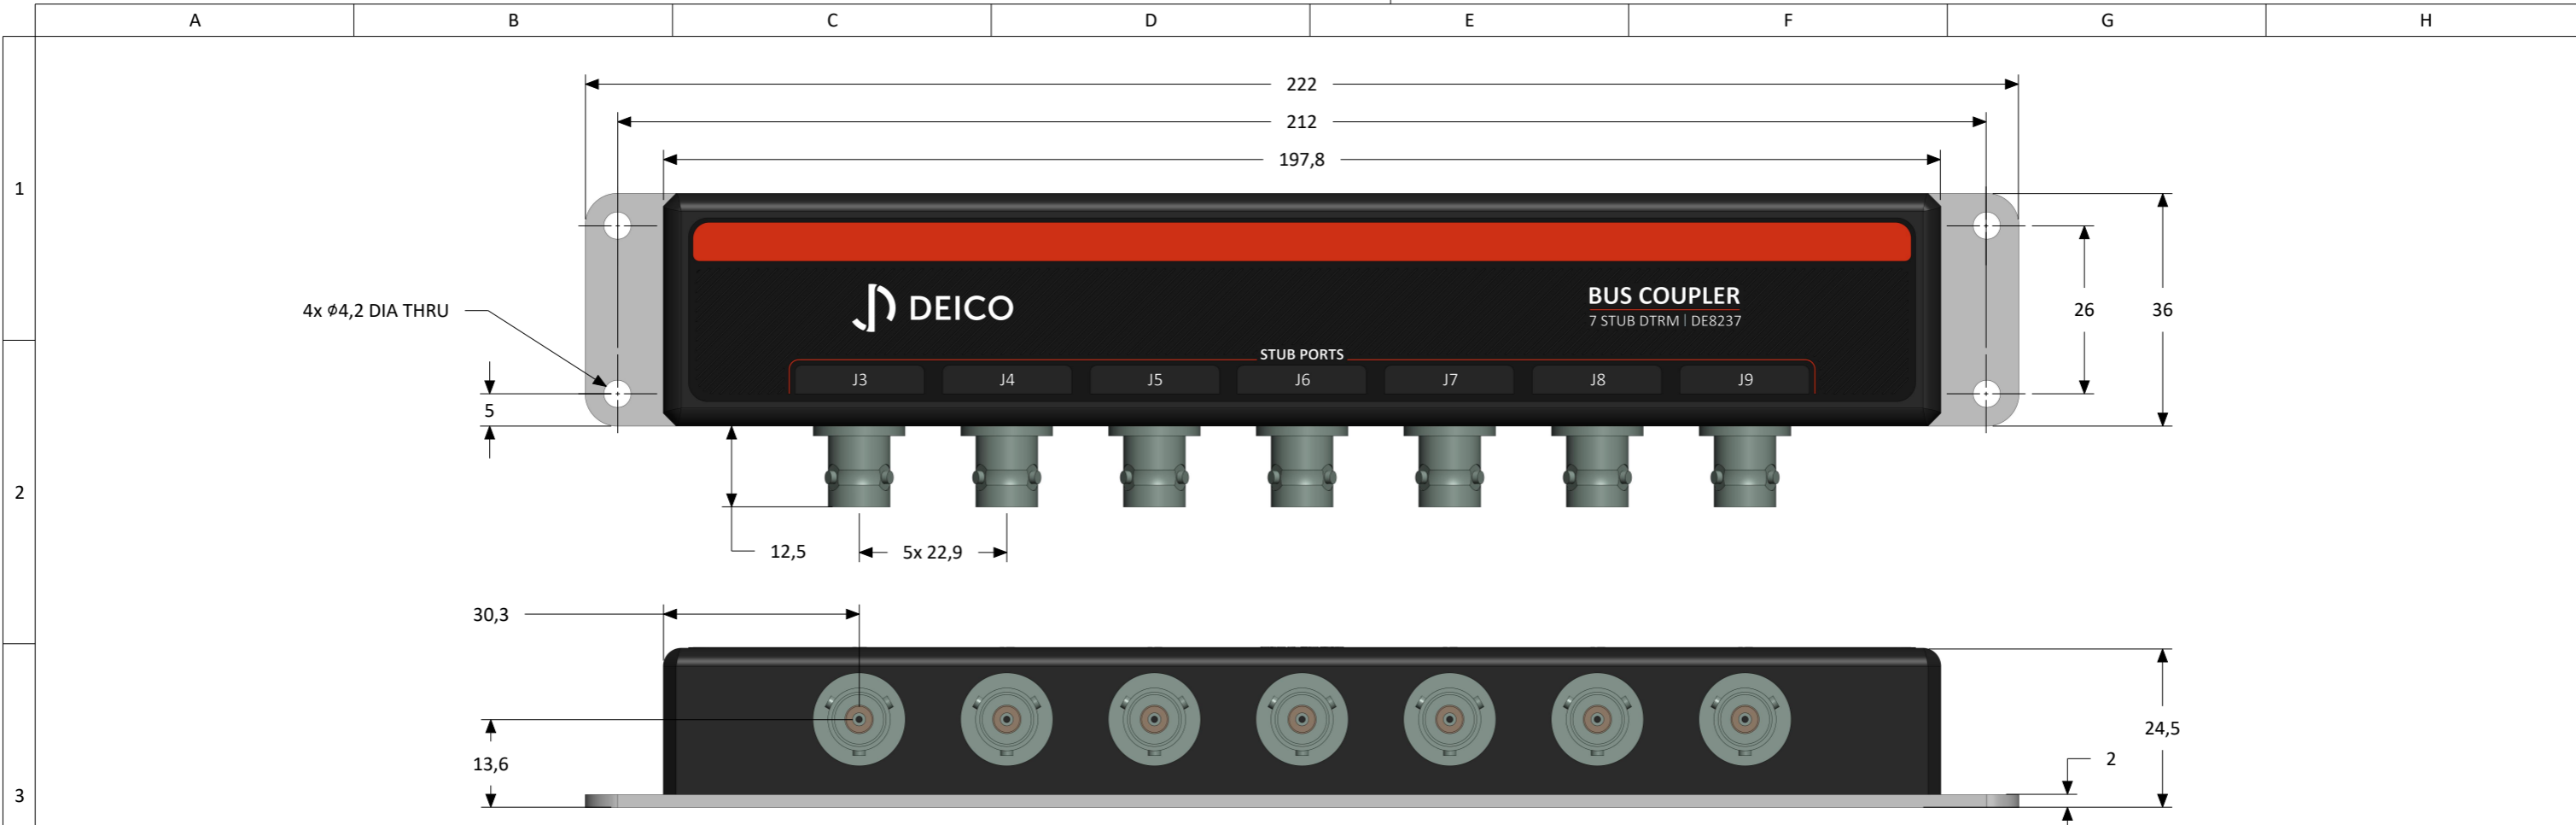 A B C D E F G H
222
212
197,8
1
4x ⌀4,2 DIA THRU
DEICO
BUS COUPLER
7 STUB DTRM | DE8237
26
36
STUB PORTS
J3 J4 J5 J6 J7 J8 J9
5
2
12,5
5x 22,9
30,3
24,5
13,6
2
3